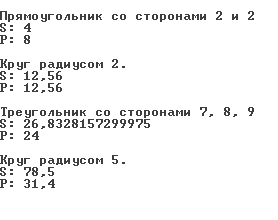 Прямоугольник со сторонами 2 и 2
S: 4
P: 8
Круг радиусом 2.
S: 12,56
P: 12,56
Треугольник со сторонами 7, 8, 9
S: 26,8328157299975
P: 24
Круг радиусом 5.
S: 78,5
P: 31,4